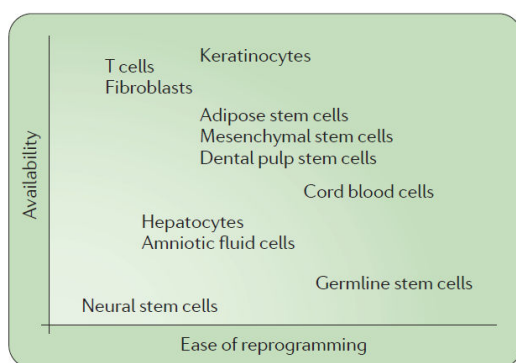 Keratinocytes
T cells
Fibroblasts
Adipose stem cells
Mesenchymal stem cells
Dental pulp stem cells
Cord blood cells
Hepatocytes
Amniotic fluid cells
Germline stem cells
Neural stem cells
Availability
Ease of reprogramming